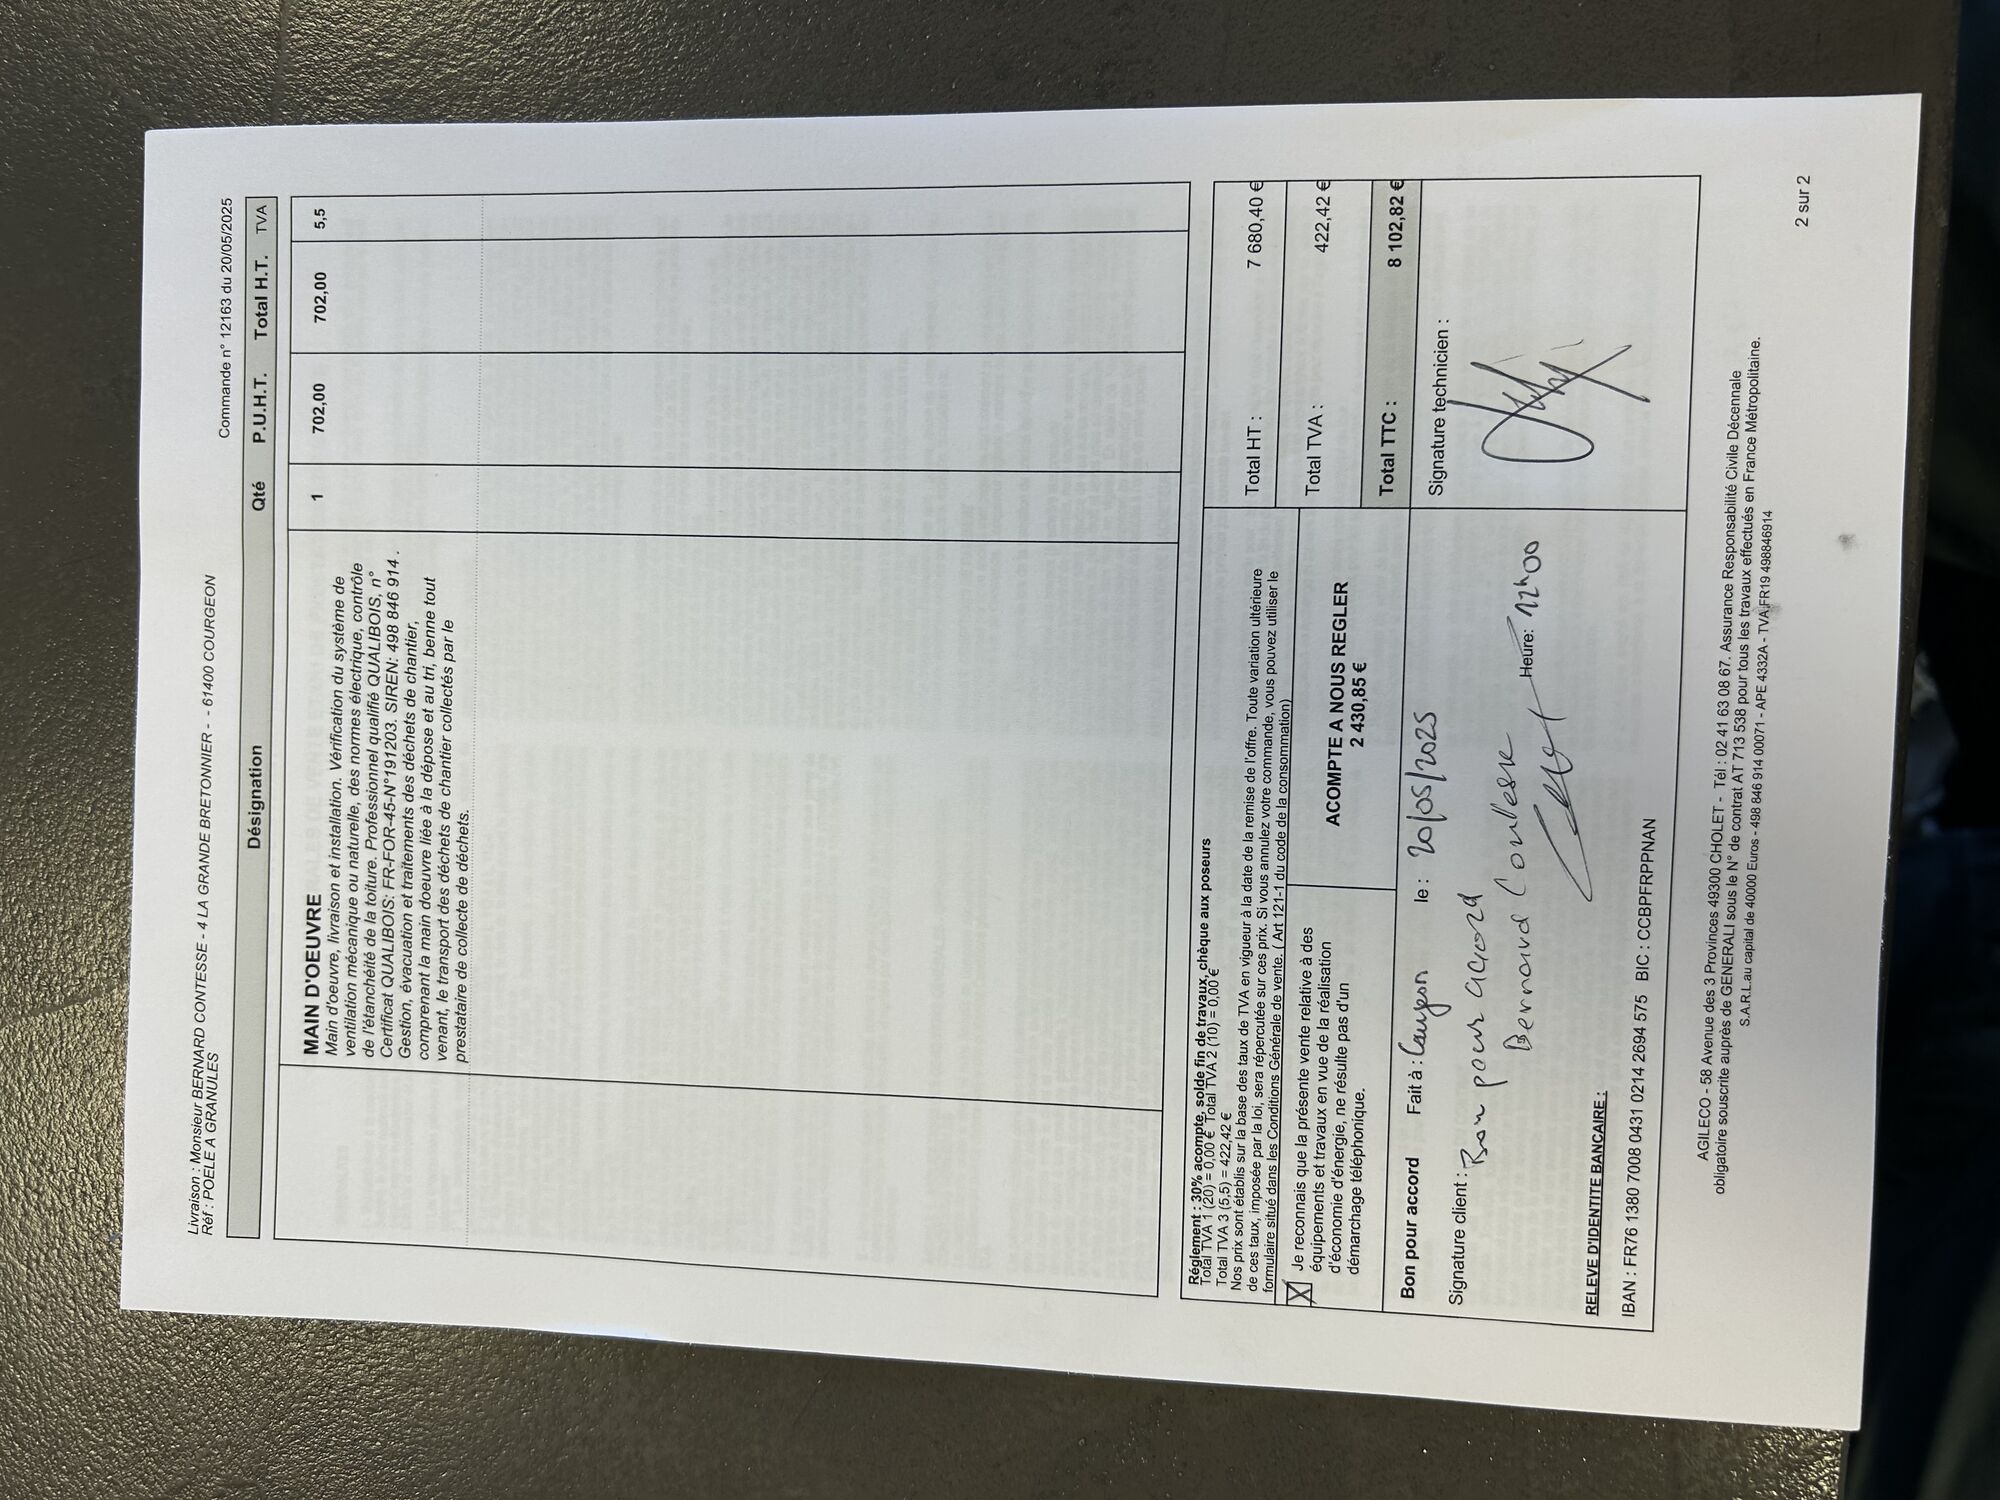 Livraison : Monsieur BERNARD CONTESSE - 4 LA GRANDE BRETONNIER - - 61400 COURGEON
Réf : POELE A GRANULES
Commande n° 12163 du 20/05/2025
Désignation Qté P.U.H.T. Total H.T. TVA
MAIN D'OEUVRE 1 702,00 702,00 5,5
Main d'oeuvre, livraison et installation. Vérification du système de
ventilation mécanique ou naturelle, des normes électrique, contrôle
de l'étanchéité de la toiture. Professionnel qualifié QUALIBOIS, n°
Certificat QUALIBOIS: FR-FOR-45-N°191203. SIREN: 498 846 914 .
Gestion, évacuation et traitements des déchets de chantier,
comprenant la main doeuvre liée à la dépose et au tri, benne tout
venant, le transport des déchets de chantier collectés par le
prestataire de collecte de déchets.
Réglement : 30% acompte, solde fin de travaux, chèque aux poseurs
Total TVA 1 (20) = 0,00 € Total TVA 2 (10) = 0,00 €
Total TVA 3 (5,5) = 422,42 €
Nos prix sont établis sur la base des taux de TVA en vigueur à la date de la remise de l'offre. Toute variation ultérieure
de ces taux, imposée par la loi, sera répercutée sur ces prix. Si vous annulez votre commande, vous pouvez utiliser le
formulaire situé dans les Conditions Générale de vente. ( Art 121-1 du code de la consommation)
Total HT : 7 680,40 €
Total TVA : 422,42 €
Total TTC : 8 102,82 €
X Je reconnais que la présente vente relative à des
équipements et travaux en vue de la réalisation
d'économie d'énergie, ne résulte pas d'un
démarchage téléphonique.
ACOMPTE A NOUS REGLER
2 430,85 €
Bon pour accord Fait à : le : 20/05/2025
Signature client : Bon pour accord
Bernard Contesse
Heure: 12h00
Signature technicien :
RELEVE D'IDENTITE BANCAIRE :
IBAN : FR76 1380 7008 0431 0214 2694 575 BIC : CCBPFRPPNAN
AGILECO - 58 Avenue des 3 Provinces 49300 CHOLET - Tél : 02 41 63 08 67. Assurance Responsabilité Civile Décennale
obligatoire souscrite auprès de GENERALI sous le N° de contrat AT 713 538 pour tous les travaux effectués en France Métropolitaine.
S.A.R.L.au capital de 40000 Euros - 498 846 914 00071 - APE 4332A - TVA FR19 498846914
2 sur 2